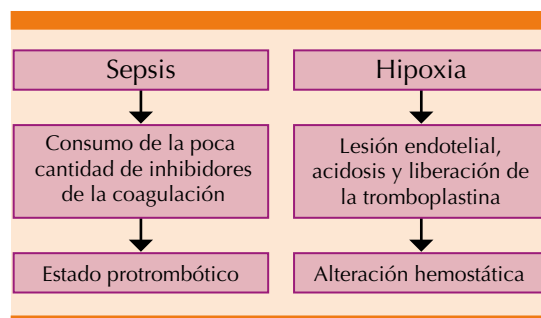 Sepsis
Consumo de la poca
cantidad de inhibidores
de la coagulación
Estado protrombótico
Hipoxia
Lesión endotelial,
acidosis y liberación de
la tromboplastina
Alteración hemostática